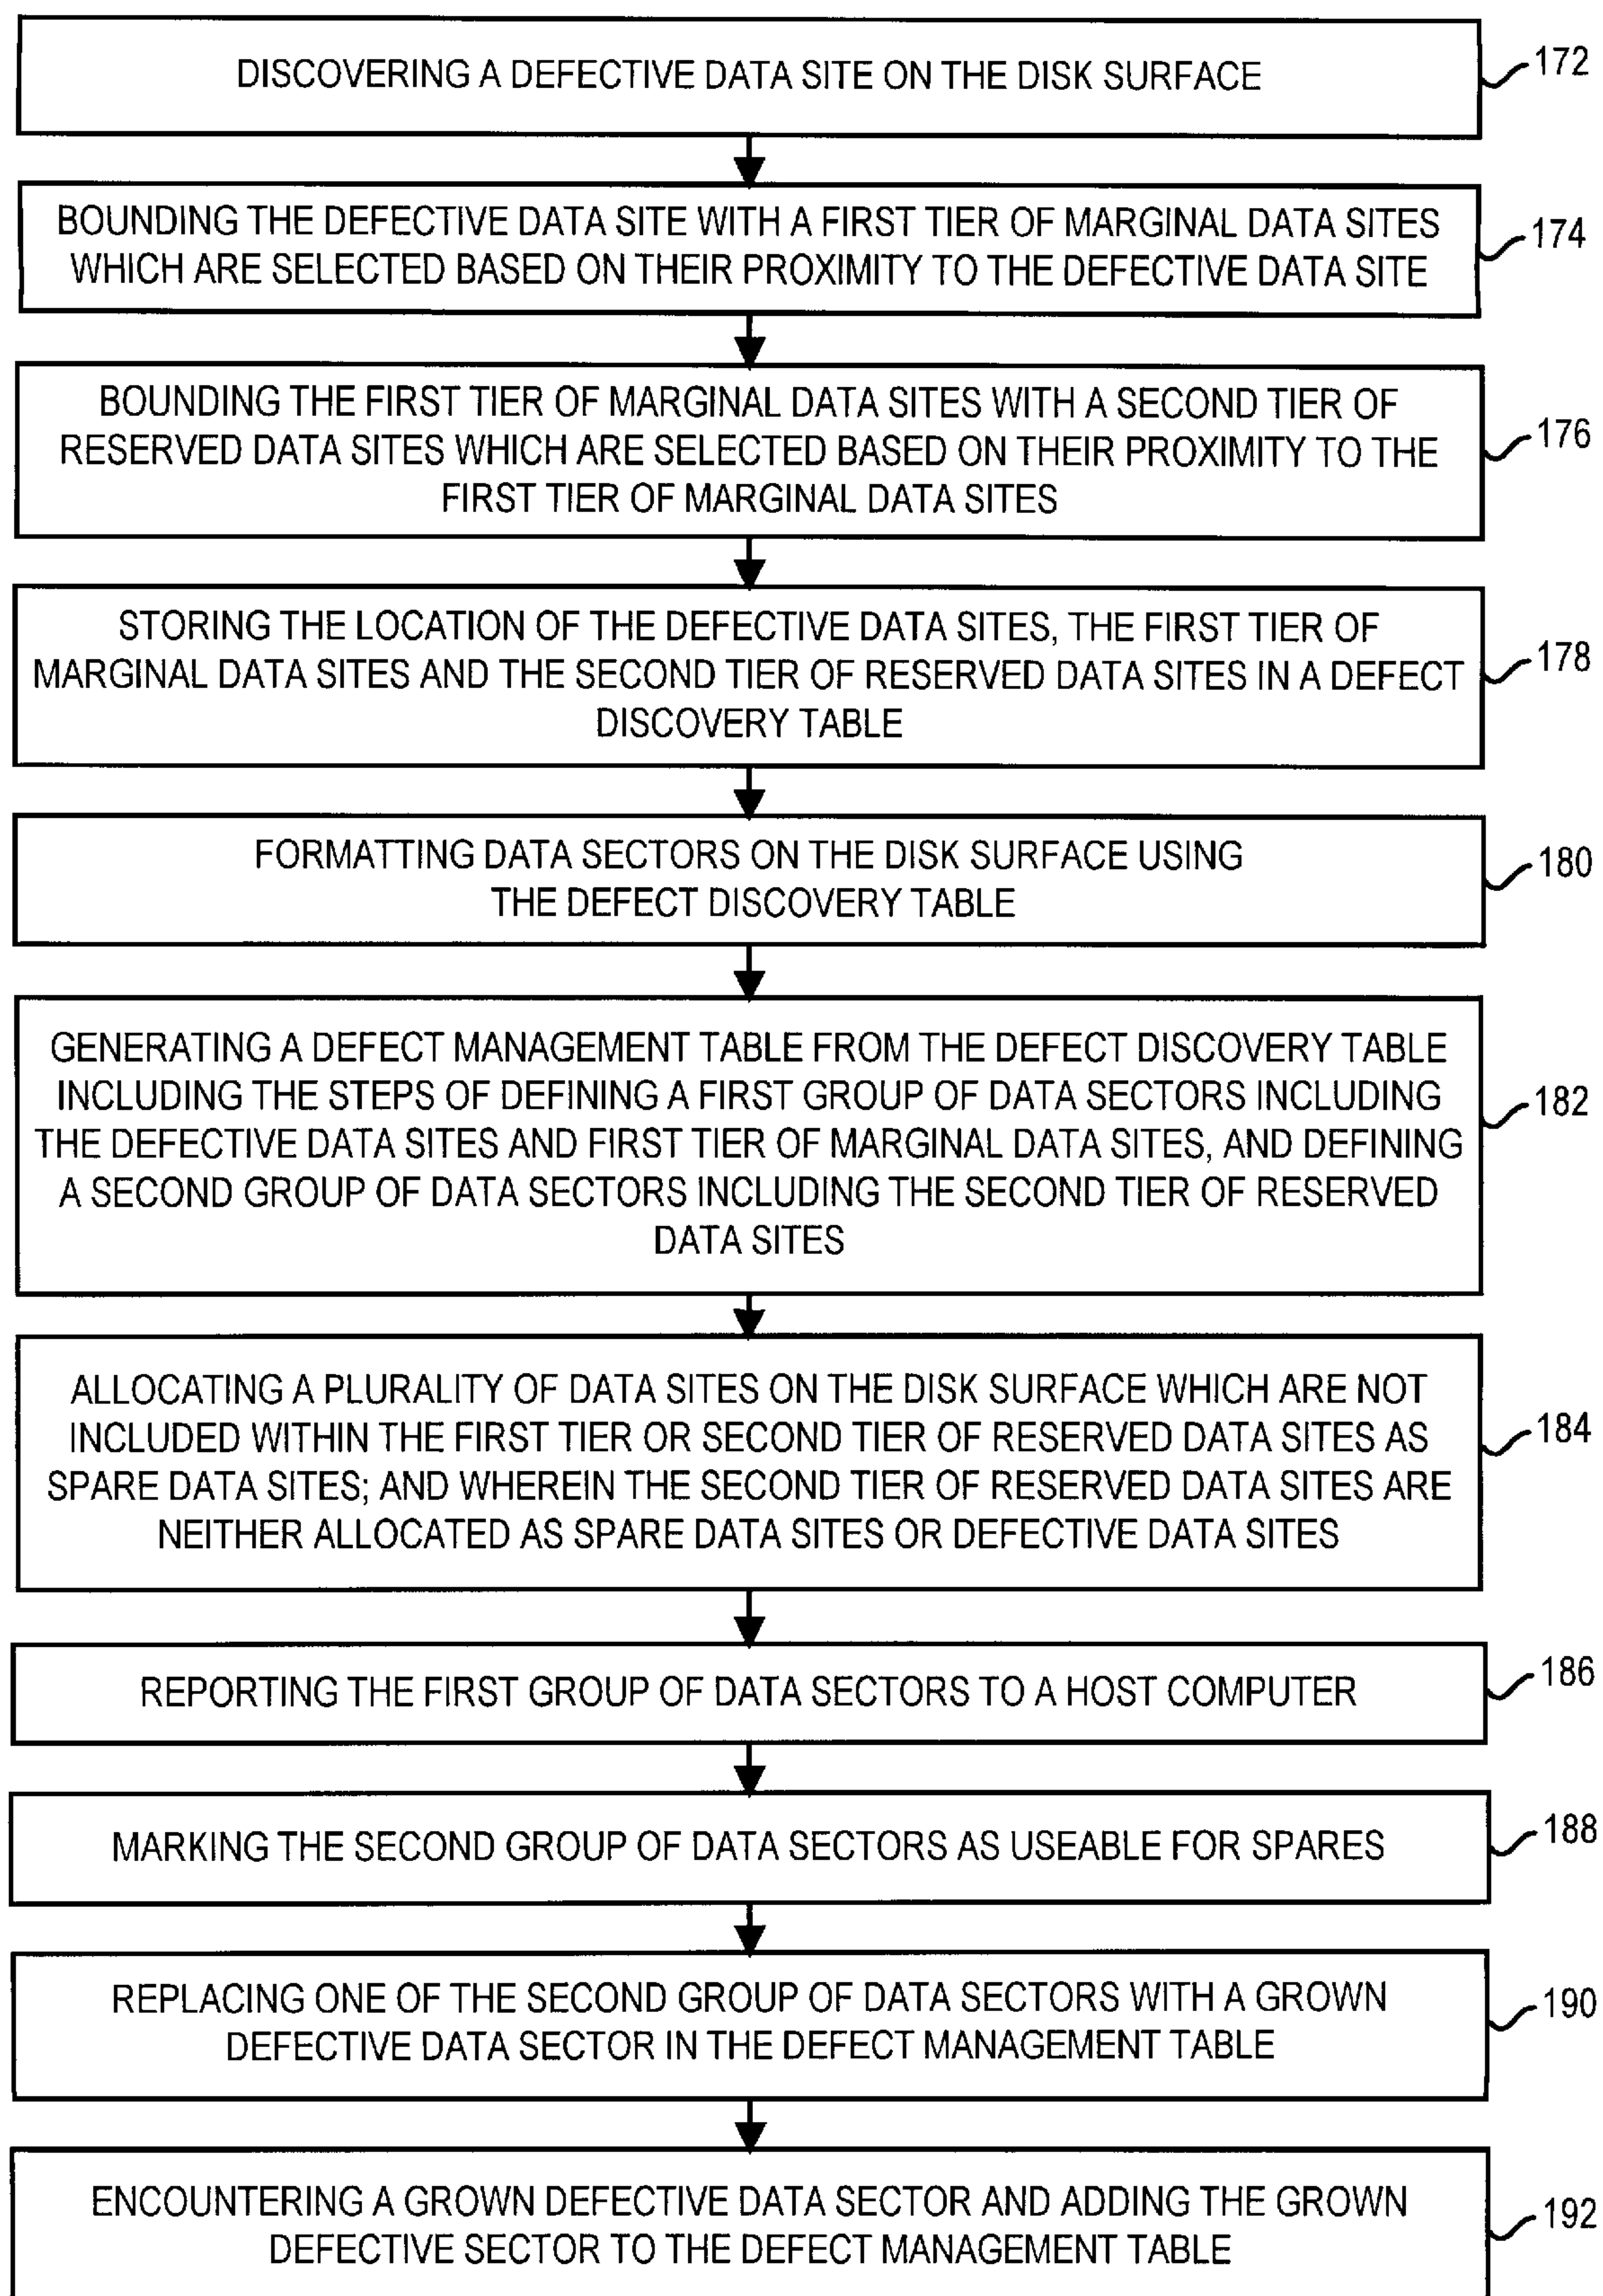 DISCOVERING A DEFECTIVE DATA SITE ON THE DISK SURFACE
172
BOUNDING THE DEFECTIVE DATA SITE WITH A FIRST TIER OF MARGINAL DATA SITES
WHICH ARE SELECTED BASED ON THEIR PROXIMITY TO THE DEFECTIVE DATA SITE
174
BOUNDING THE FIRST TIER OF MARGINAL DATA SITES WITH A SECOND TIER OF
RESERVED DATA SITES WHICH ARE SELECTED BASED ON THEIR PROXIMITY TO THE
FIRST TIER OF MARGINAL DATA SITES
176
STORING THE LOCATION OF THE DEFECTIVE DATA SITES, THE FIRST TIER OF
MARGINAL DATA SITES AND THE SECOND TIER OF RESERVED DATA SITES IN A DEFECT
DISCOVERY TABLE
178
FORMATTING DATA SECTORS ON THE DISK SURFACE USING
THE DEFECT DISCOVERY TABLE
180
GENERATING A DEFECT MANAGEMENT TABLE FROM THE DEFECT DISCOVERY TABLE
INCLUDING THE STEPS OF DEFINING A FIRST GROUP OF DATA SECTORS INCLUDING
THE DEFECTIVE DATA SITES AND FIRST TIER OF MARGINAL DATA SITES, AND DEFINING
A SECOND GROUP OF DATA SECTORS INCLUDING THE SECOND TIER OF RESERVED
DATA SITES
182
ALLOCATING A PLURALITY OF DATA SITES ON THE DISK SURFACE WHICH ARE NOT
INCLUDED WITHIN THE FIRST TIER OR SECOND TIER OF RESERVED DATA SITES AS
SPARE DATA SITES; AND WHEREIN THE SECOND TIER OF RESERVED DATA SITES ARE
NEITHER ALLOCATED AS SPARE DATA SITES OR DEFECTIVE DATA SITES
184
REPORTING THE FIRST GROUP OF DATA SECTORS TO A HOST COMPUTER
186
MARKING THE SECOND GROUP OF DATA SECTORS AS USEABLE FOR SPARES
188
REPLACING ONE OF THE SECOND GROUP OF DATA SECTORS WITH A GROWN
DEFECTIVE DATA SECTOR IN THE DEFECT MANAGEMENT TABLE
190
ENCOUNTERING A GROWN DEFECTIVE DATA SECTOR AND ADDING THE GROWN
DEFECTIVE SECTOR TO THE DEFECT MANAGEMENT TABLE
192